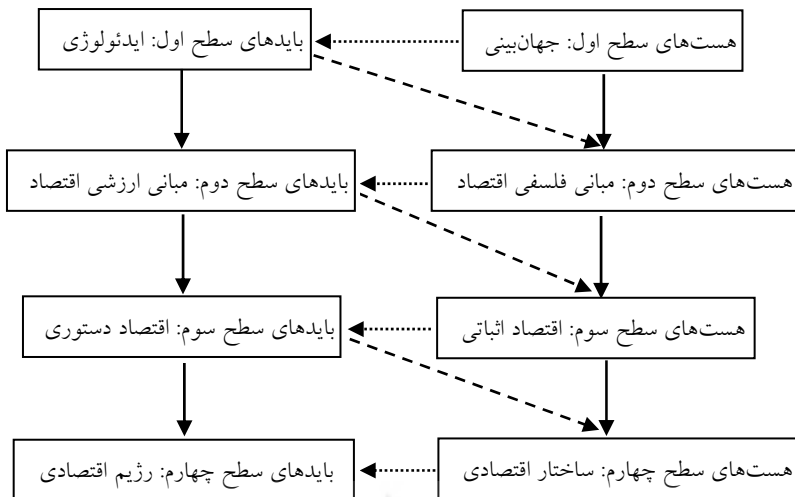 هست‌های سطح اول: جهان‌بینی
بایدهای سطح اول: ایدئولوژی
هست‌های سطح دوم: مبانی فلسفی اقتصاد
بایدهای سطح دوم: مبانی ارزشی اقتصاد
هست‌های سطح سوم: اقتصاد اثباتی
بایدهای سطح سوم: اقتصاد دستوری
هست‌های سطح چهارم: ساختار اقتصادی
بایدهای سطح چهارم: رژیم اقتصادی